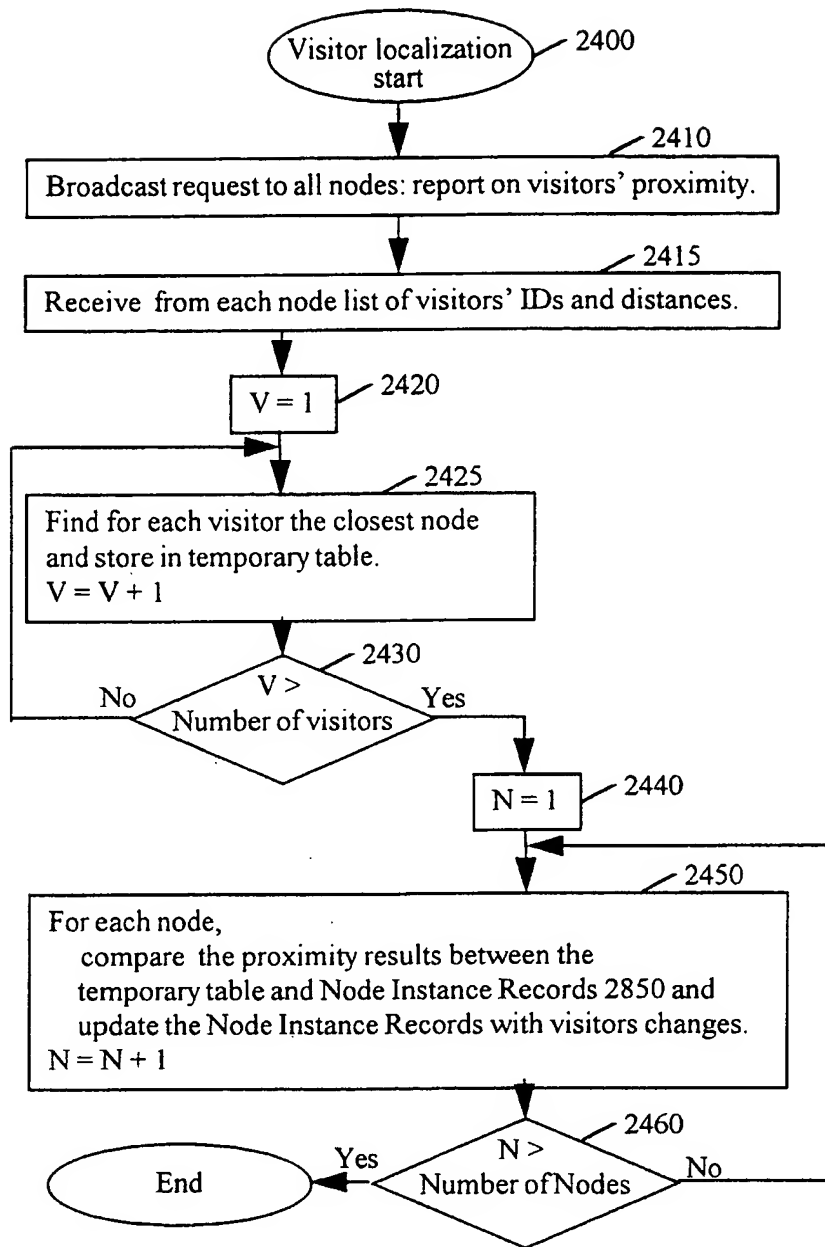 Visitor localization
start
2400
2410
Broadcast request to all nodes: report on visitors' proximity.
2415
Receive from each node list of visitors' IDs and distances.
V = 1
2420
2425
Find for each visitor the closest node
and store in temporary table.
V = V + 1
2430
V >
Number of visitors
No
Yes
N = 1
2440
2450
For each node,
compare the proximity results between the
temporary table and Node Instance Records 2850 and
update the Node Instance Records with visitors changes.
N = N + 1
2460
N >
Number of Nodes
Yes
No
End